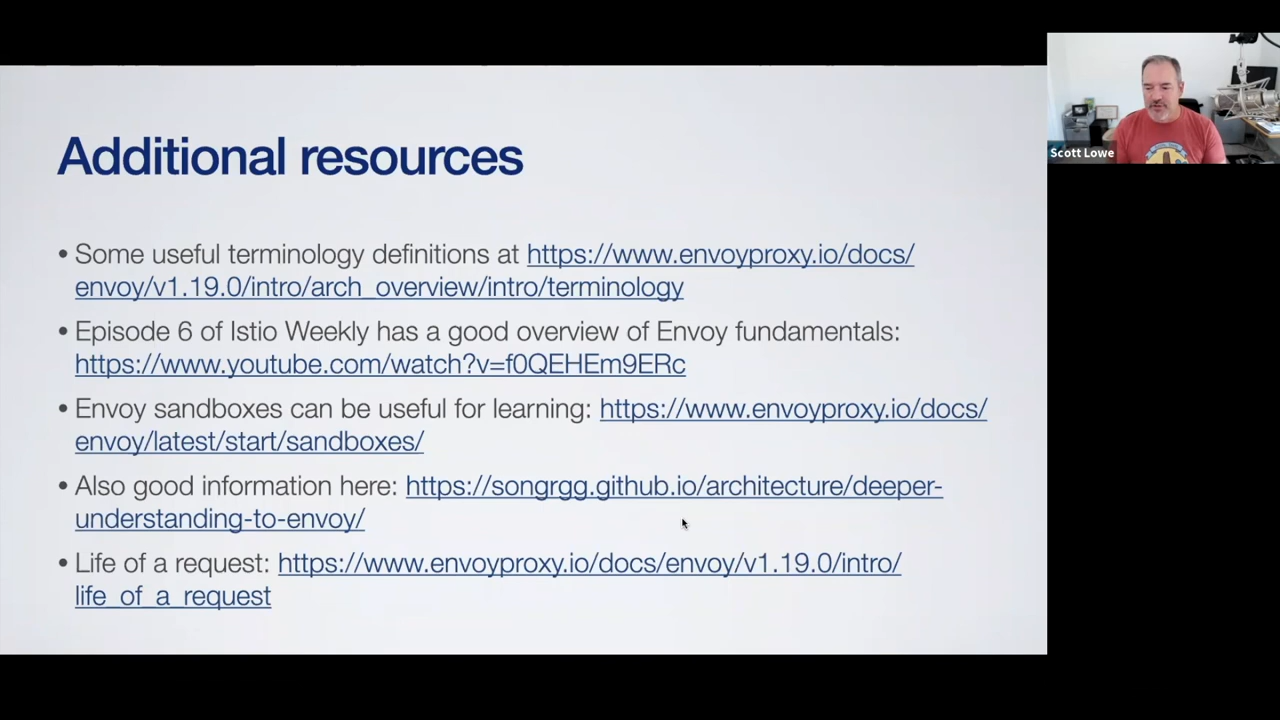 Additional resources
• Some useful terminology definitions at https://www.envoyproxy.io/docs/
envoy/v1.19.0/intro/arch_overview/intro/terminology
• Episode 6 of Istio Weekly has a good overview of Envoy fundamentals:
https://www.youtube.com/watch?v=f0QEHEm9ERc
• Envoy sandboxes can be useful for learning: https://www.envoyproxy.io/docs/
envoy/latest/start/sandboxes/
• Also good information here: https://songrgg.github.io/architecture/deeper-
understanding-to-envoy/
• Life of a request: https://www.envoyproxy.io/docs/envoy/v1.19.0/intro/
life_of_a_request
Scott Lowe